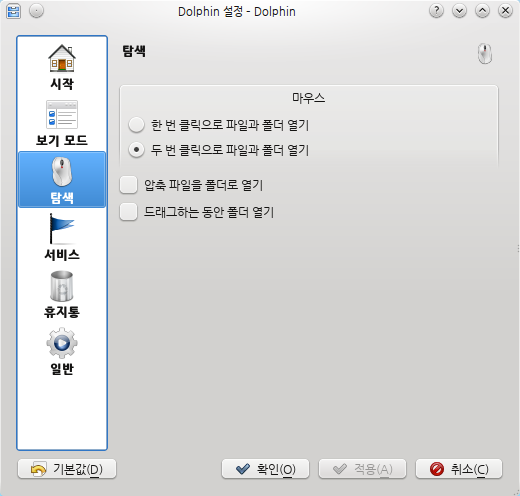 Dolphin 설정 - Dolphin
시작
보기 모드
탐색
서비스
휴지통
일반
탐색
마우스
한 번 클릭으로 파일과 폴더 열기
두 번 클릭으로 파일과 폴더 열기
압축 파일을 폴더로 열기
드래그하는 동안 폴더 열기
기본값(D)
확인(O)
적용(A)
취소(C)